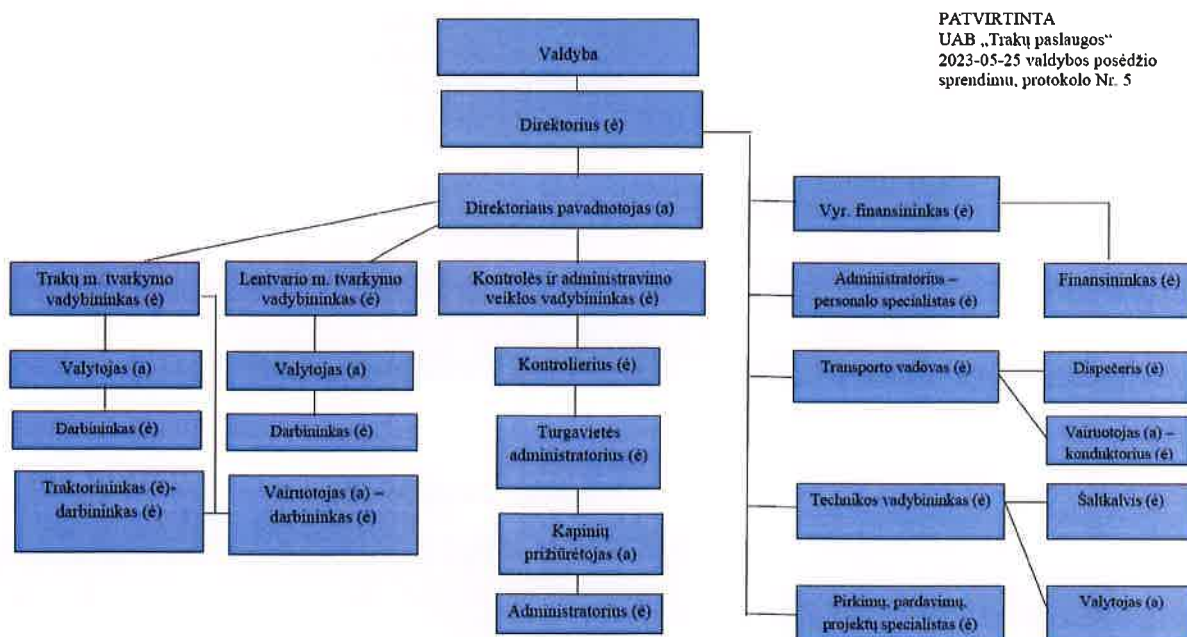 PATVIRTINTA
UAB „Trakų paslaugos“
2023-05-25 valdybos posėdžio
sprendimu, protokolo Nr. 5
Valdyba
Direktorius (ė)
Direktoriaus pavaduotojas (a)
Trakų m. tvarkymo
vadybininkas (ė)
Valytojas (a)
Darbininkas (ė)
Traktorininkas (ė)-
darbininkas (ė)
Lentvario m. tvarkymo
vadybininkas (ė)
Valytojas (a)
Darbininkas (ė)
Vairuotojas (a) –
darbininkas (ė)
Kontrolės ir administravimo
veiklos vadybininkas (ė)
Kontrolierius (ė)
Turgavietės
administratorius (ė)
Kapinių
prižiūrėtojas (a)
Administratorius (ė)
Vyr. finansininkas (ė)
Finansininkas (ė)
Administratorius –
personalo specialistas (ė)
Transporto vadovas (ė)
Dispečeris (ė)
Vairuotojas (a) –
konduktorius (ė)
Technikos vadybininkas (ė)
Šaltkalvis (ė)
Valytojas (a)
Pirkimų, pardavimų,
projektų specialistas (ė)